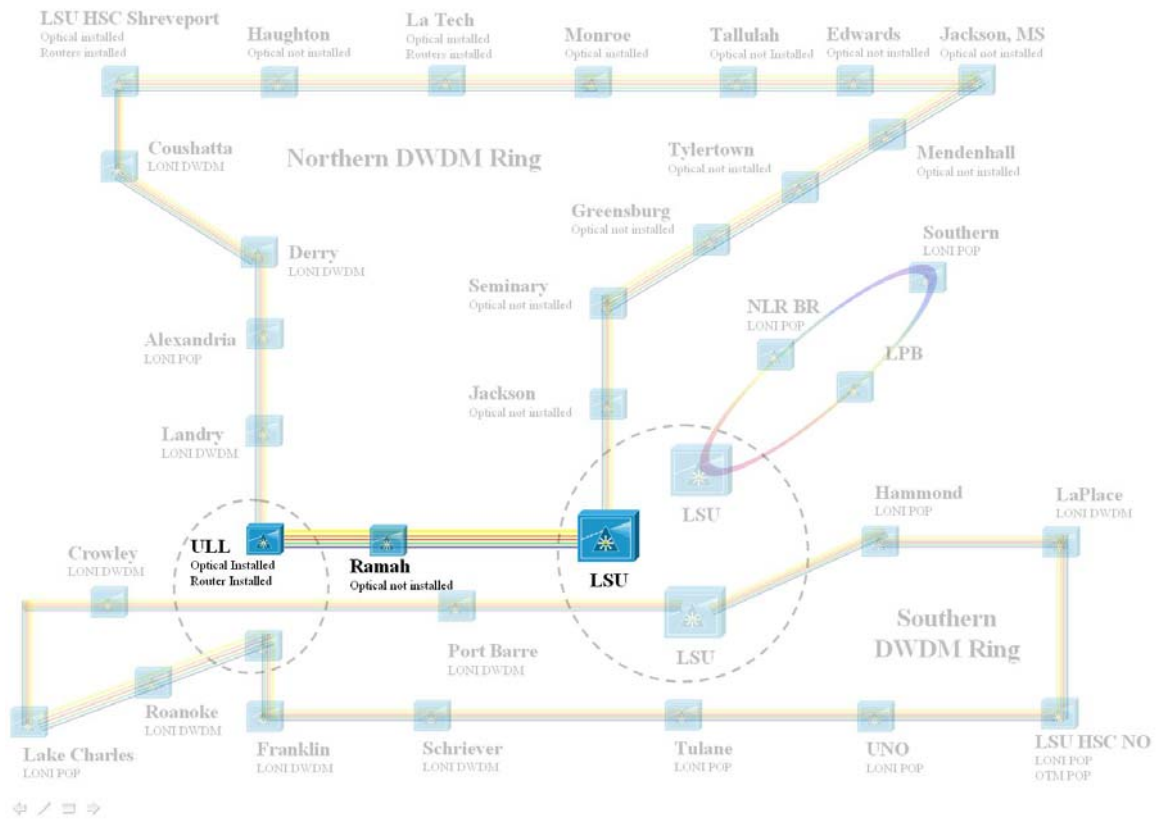 LSU HSC Shreveport
Optical installed
Routers installed
Haughton
Optical not installed
La Tech
Optical installed
Routers installed
Monroe
Optical not installed
Tallulah
Optical not Installed
Edwards
Optical not installed
Jackson, MS
Optical not installed
Coushatta
LONI DWDM
Northern DWDM Ring
Tylertown
Optical not installed
Mendenhall
Optical not installed
Greensburg
Optical not installed
Derry
LONI DWDM
Southern
LONI POP
Seminary
Optical not installed
NLR BR
LONI POP
Alexandria
LONI POP
LPB
Jackson
Optical not installed
Landry
LONI DWDM
LSU
Hammond
LONI POP
LaPlace
LONI DWDM
ULL
Optical Installed
Router Installed
Ramah
Optical not installed
LSU
Crowley
LONI DWDM
Port Barre
LONI DWDM
LSU
Southern
DWDM Ring
Roanoke
LONI DWDM
Lake Charles
LONI POP
Franklin
LONI DWDM
Schriever
LONI DWDM
Tulane
LONI POP
UNO
LONI POP
LSU HSC NO
LONI POP
OTM POP